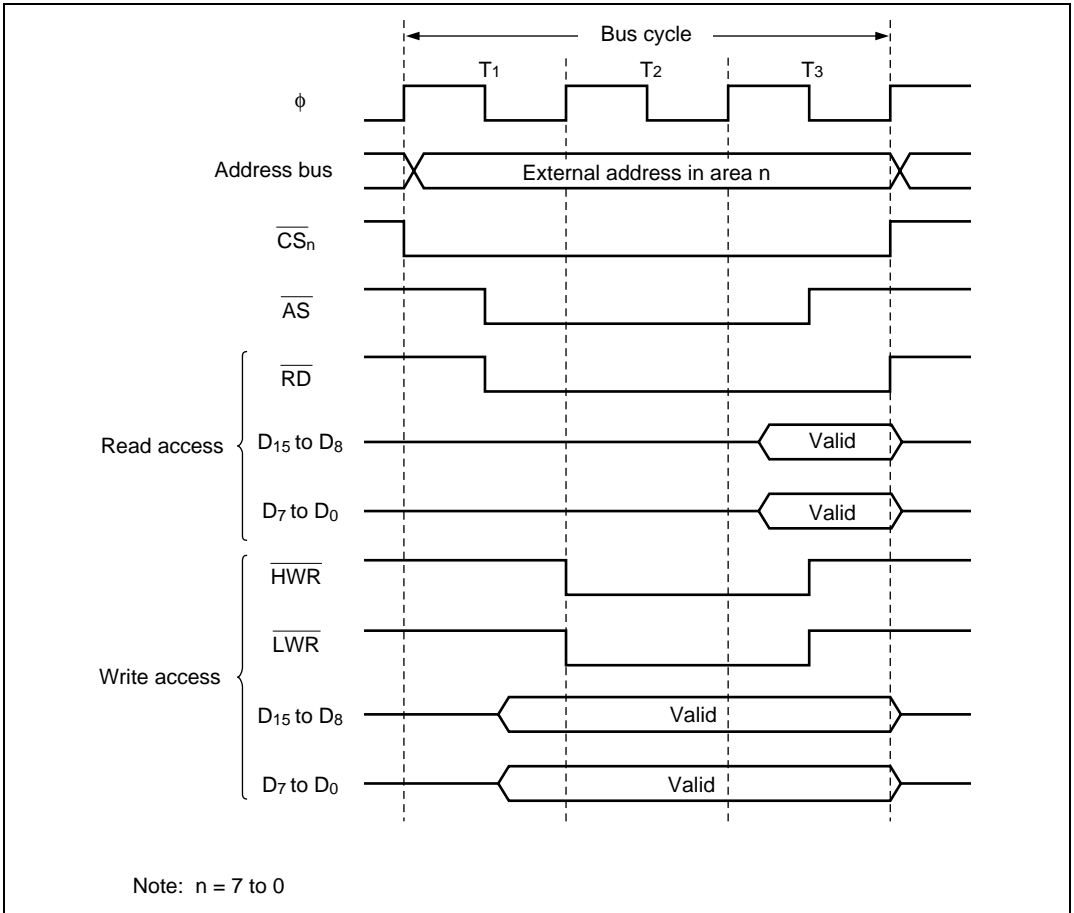 Bus cycle
T1 T2 T3
ϕ
Address bus External address in area n
CSn
AS
RD
Read access D15 to D8 Valid
D7 to D0 Valid
HWR
LWR
Write access
D15 to D8 Valid
D7 to D0 Valid
Note: n = 7 to 0